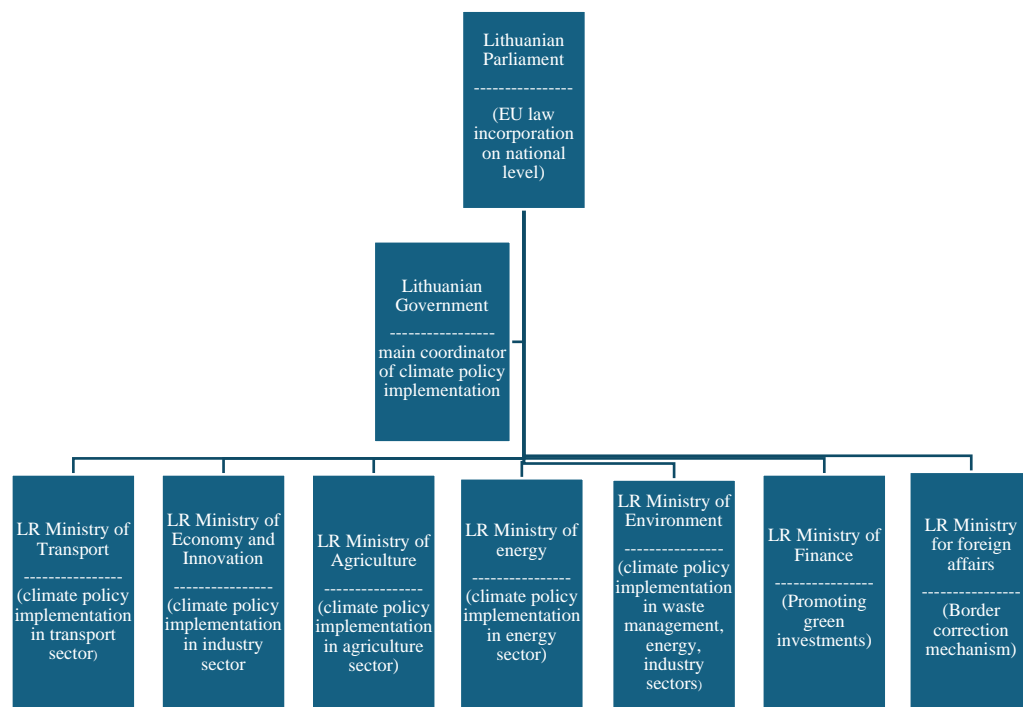 Lithuanian
Parliament
----------------
(EU law
incorporation
on national
level)
Lithuanian
Government
-----------------
main coordinator
of climate policy
implementation
LR Ministry of
Transport
----------------
(climate policy
implementation
in transport
sector)
LR Ministry of
Economy and
Innovation
----------------
(climate policy
implementation
in industry
sector
LR Ministry of
Agriculture
----------------
(climate policy
implementation
in agriculture
sector)
LR Ministry of
energy
----------------
(climate policy
implementation
in energy
sector)
LR Ministry of
Environment
----------------
(climate policy
implementation
in waste
management,
energy,
industry
sectors)
LR Ministry of
Finance
----------------
(Promoting
green
investments)
LR Ministry
for foreign
affairs
----------------
(Border
correction
mechanism)